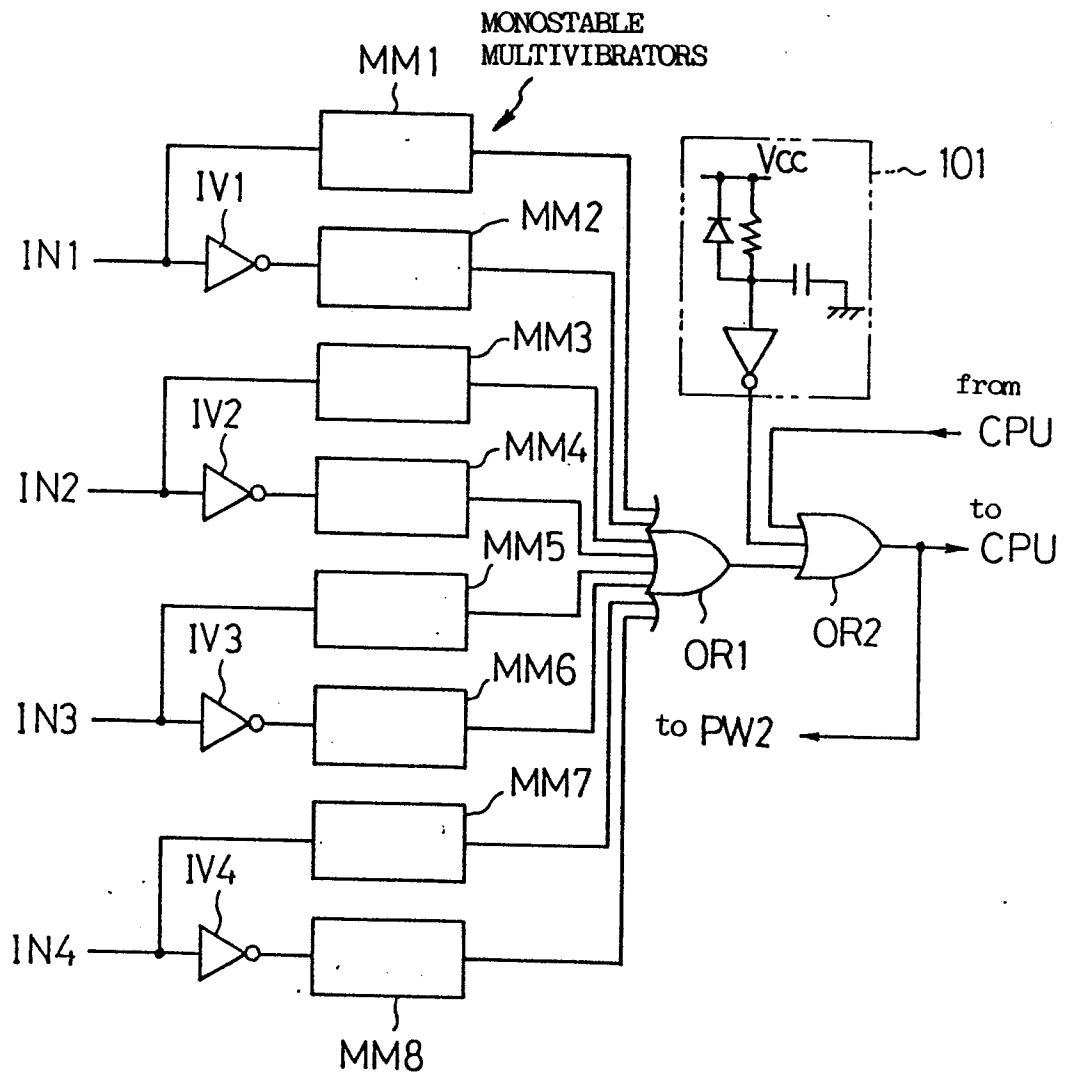 MONOSTABLE
MULTIVIBRATORS
MM1
Vcc
101
IV1
MM2
IN1
MM3
from
CPU
IV2
MM4
IN2
to
CPU
MM5
OR1
OR2
IV3
MM6
IN3
to PW2
MM7
IV4
IN4
MM8